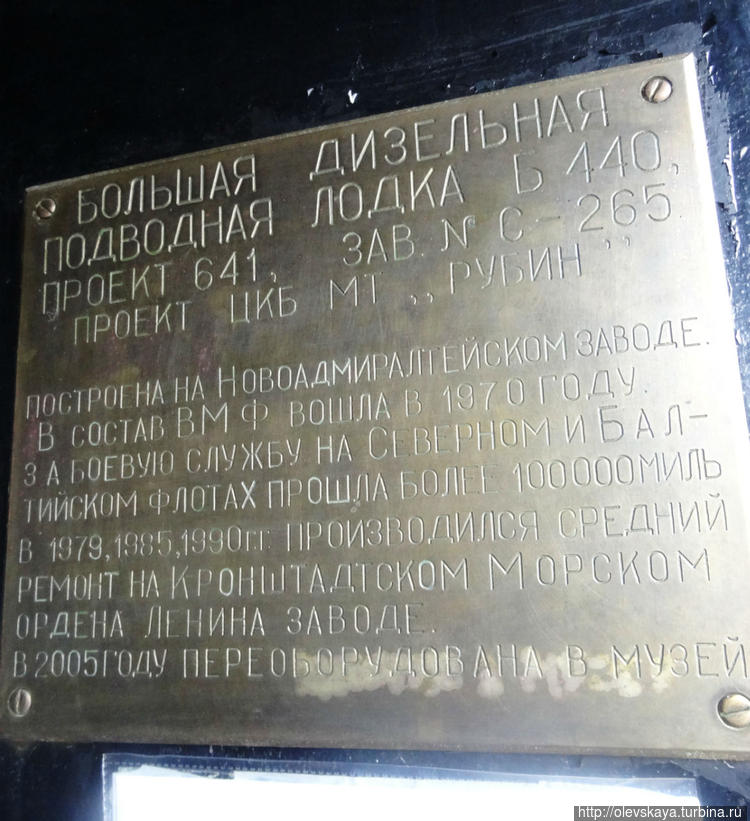 БОЛЬШАЯ ДИЗЕЛЬНАЯ
ПОДВОДНАЯ ЛОДКА Б 440,
ПРОЕКТ 641, ЗАВ. № С-265
ПРОЕКТ ЦКБ МТ ,,РУБИН''
ПОСТРОЕНА НА НОВОАДМИРАЛТЕЙСКОМ ЗАВОДЕ.
В СОСТАВ ВМФ ВОШЛА В 1970 ГОДУ.
ЗА БОЕВУЮ СЛУЖБУ НА СЕВЕРНОМ И БАЛ-
ТИЙСКОМ ФЛОТАХ ПРОШЛА БОЛЕЕ 100000 МИЛЬ
В 1979,1985,1990г.г. ПРОИЗВОДИЛСЯ СРЕДНИЙ
РЕМОНТ НА КРОНШТАДТСКОМ МОРСКОМ
ОРДЕНА ЛЕНИНА ЗАВОДЕ.
В 2005 ГОДУ ПЕРЕОБОРУДОВАНА В МУЗЕЙ
http://olevskaya.turbina.ru